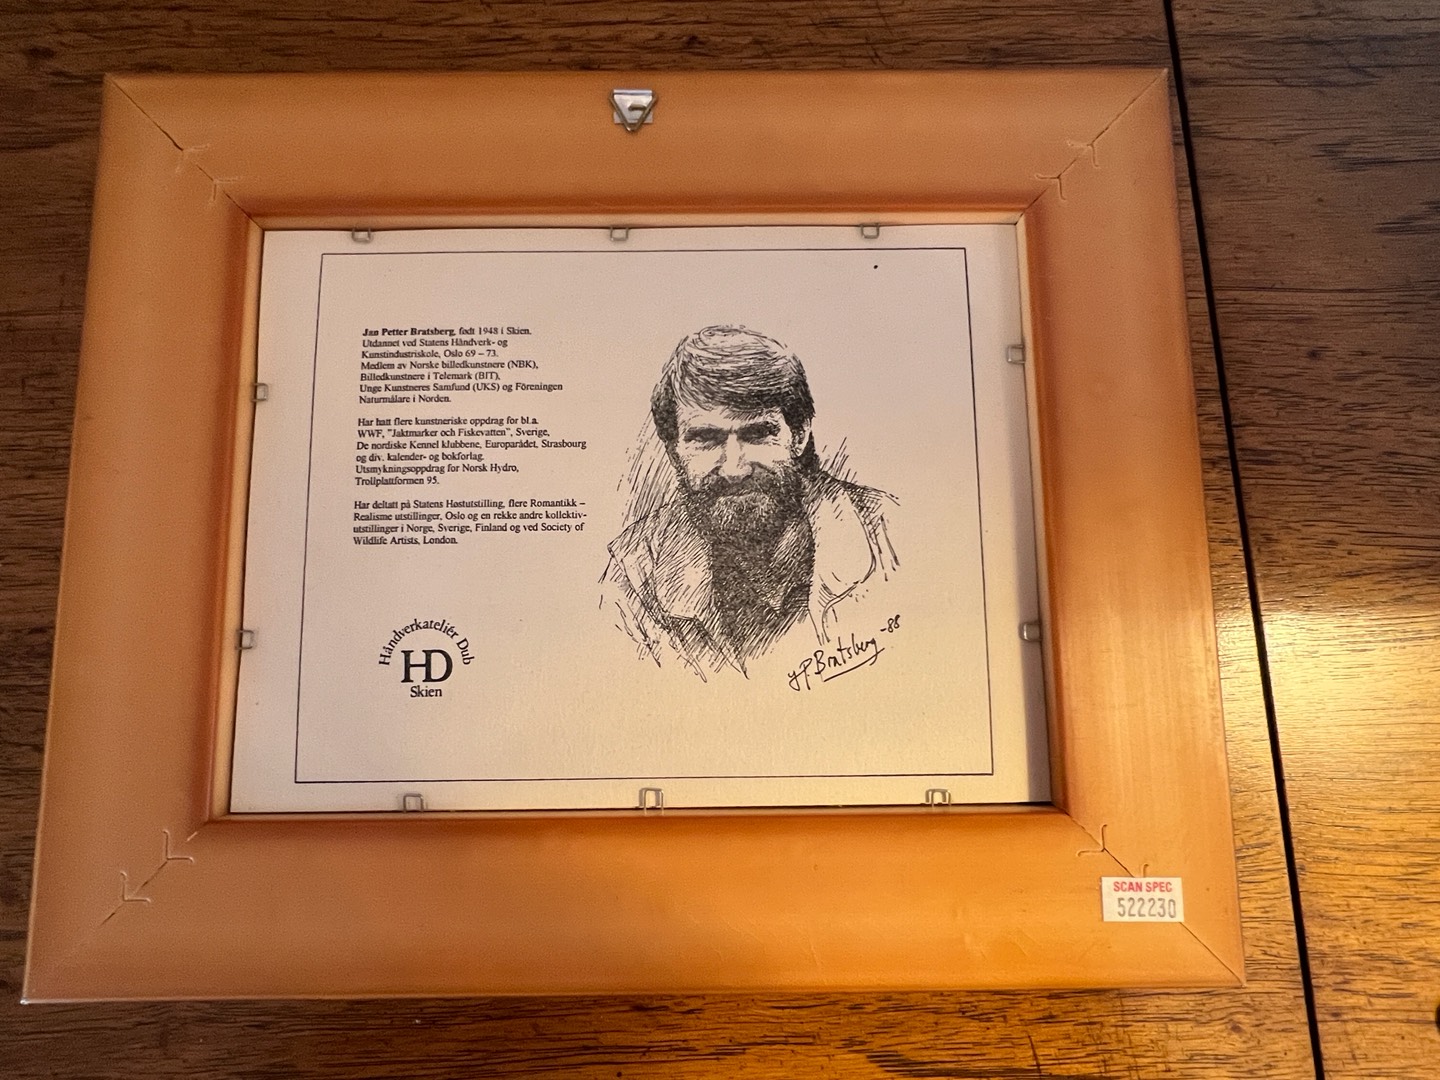 Jan Petter Bratsberg, født 1948 i Skien.
Utdannet ved Statens Håndverk- og
Kunstindustriskole, Oslo 69 – 73.
Medlem av Norske billedkunstnere (NBK),
Billedkunstnere i Telemark (BIT),
Unge Kunstneres Samfund (UKS) og Föreningen
Naturmålare i Norden.
Har hatt flere kunstneriske oppdrag for bl.a.
WWF, "Jaktmarker och Fiskevatten", Sverige,
De nordiske Kennel klubbene, Europarådet, Strasbourg
og div. kalender- og bokforlag.
Utsmykningsoppdrag for Norsk Hydro,
Trollplattformen 95.
Har deltatt på Statens Høstutstilling, flere Romantikk –
Realisme utstillinger, Oslo og en rekke andre kollektiv-
utstillinger i Norge, Sverige, Finland og ved Society of
Wildlife Artists, London.
Håndverkateliér Dub
HD
Skien
J.P. Bratsberg -88
SCAN SPEC
522230